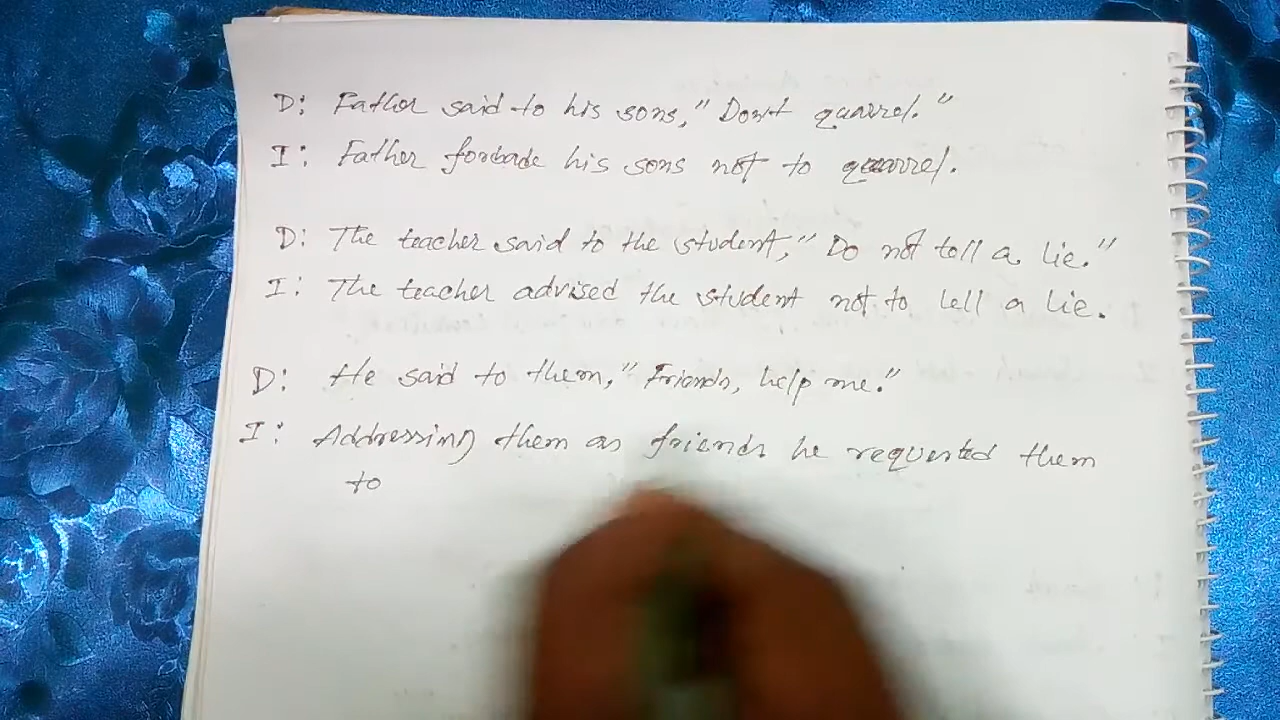 D: Father said to his sons, "Don't quarrel."
I: Father forbade his sons not to quarrel.
D: The teacher said to the student, "Do not tell a lie."
I: The teacher advised the student not to tell a lie.
D: He said to them, "Friends, help me."
I: Addressing them as friends he requested them
to